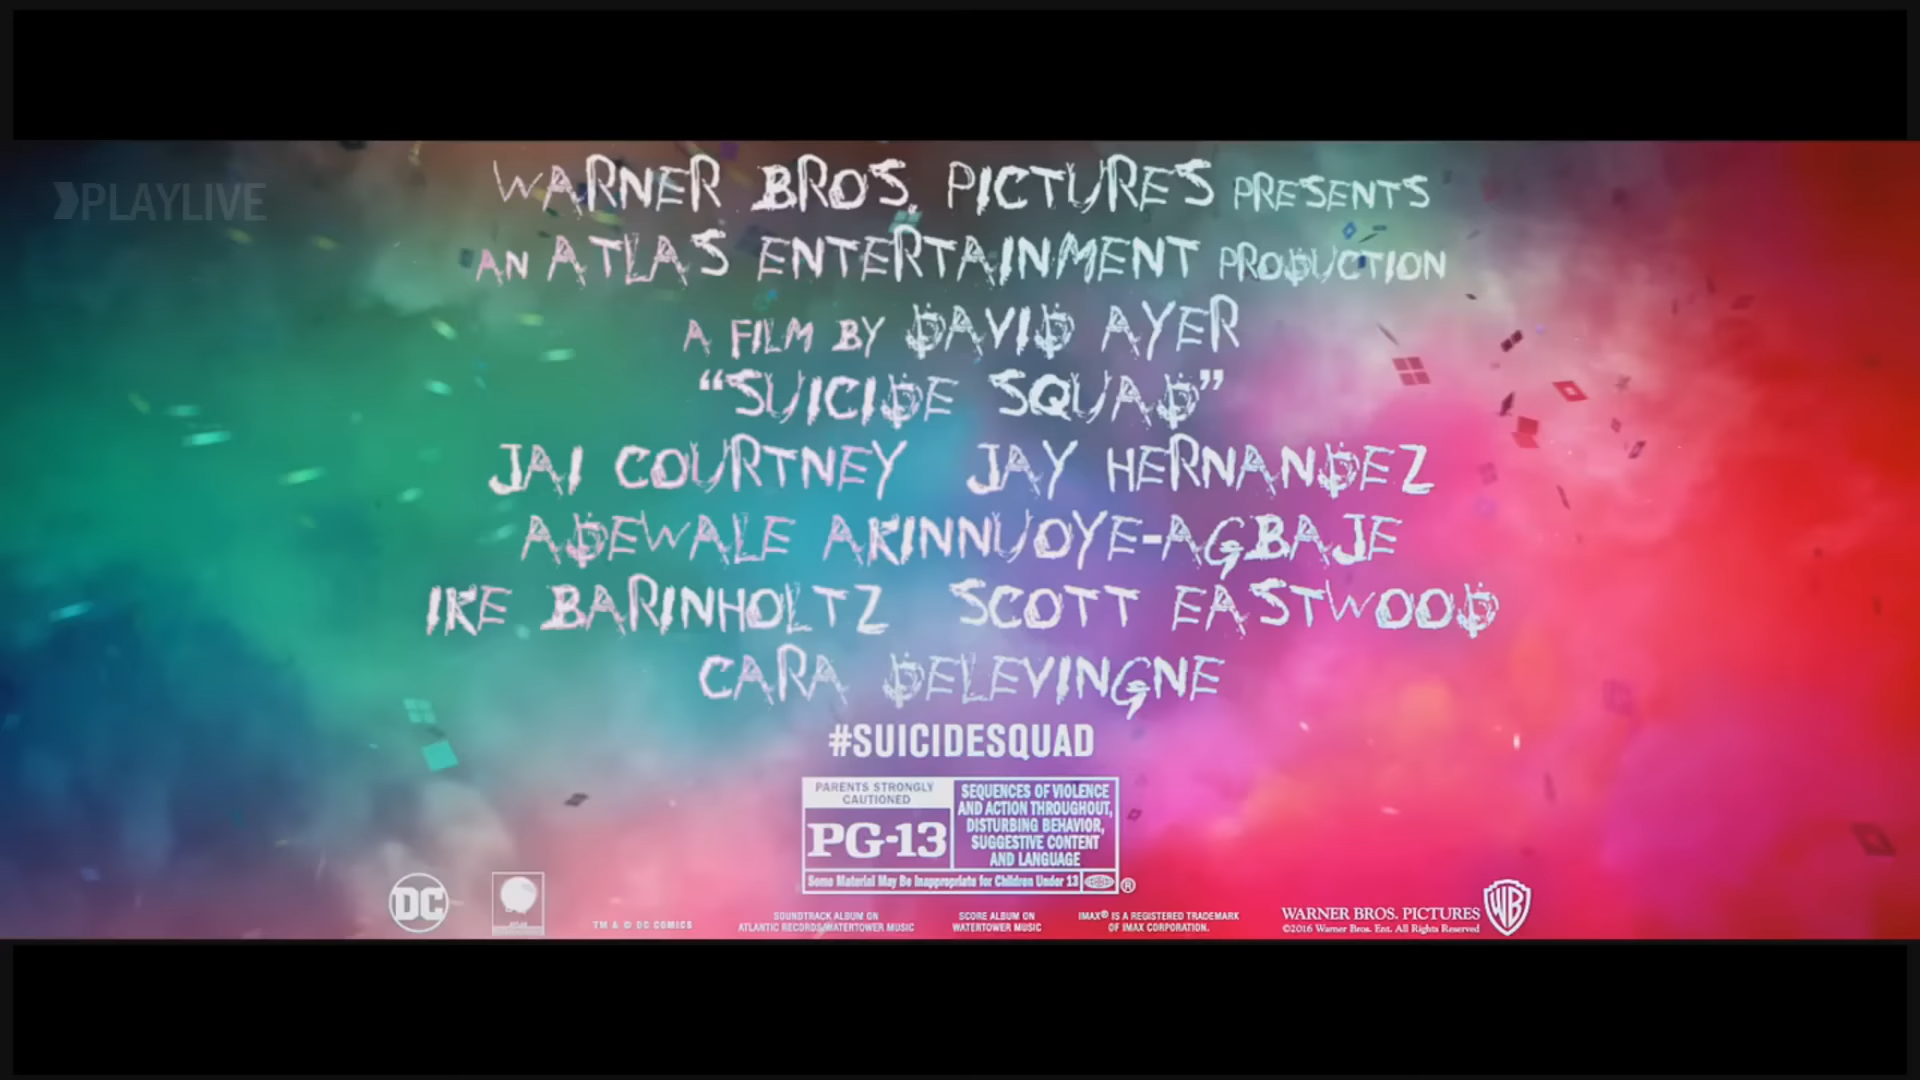 PLAYLIVE
WARNER BROS. PICTURES PRESENTS
AN ATLAS ENTERTAINMENT PRODUCTION
A FILM BY DAVID AYER
“SUICIDE SQUAD”
JAI COURTNEY JAY HERNANDEZ
ADEWALE AKINNUOYE-AGBAJE
IKE BARINHOLTZ SCOTT EASTWOOD
CARA DELEVINGNE
#SUICIDESQUAD
PARENTS STRONGLY
CAUTIONED
PG-13
SEQUENCES OF VIOLENCE
AND ACTION THROUGHOUT,
DISTURBING BEHAVIOR,
SUGGESTIVE CONTENT
AND LANGUAGE
Some Material May Be Inappropriate for Children Under 13
®
DC
TM & © DC COMICS
SOUNDTRACK ALBUM ON
ATLANTIC RECORDS/WATERTOWER MUSIC
SCORE ALBUM ON
WATERTOWER MUSIC
IMAX® IS A REGISTERED TRADEMARK
OF IMAX CORPORATION.
WARNER BROS. PICTURES
©2016 Warner Bros. Ent. All Rights Reserved
WB